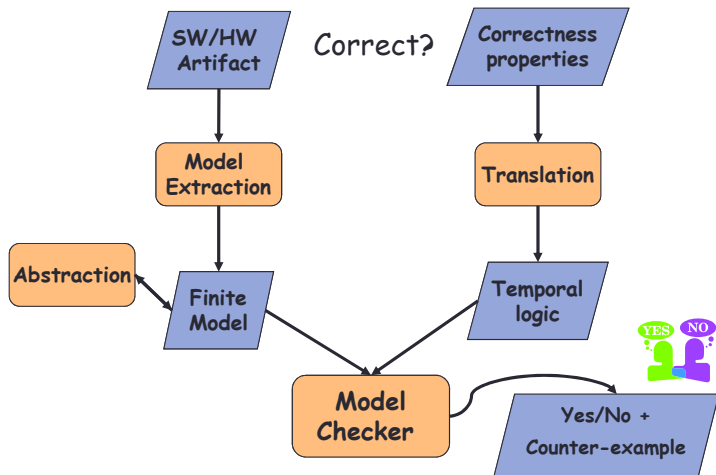 SW/HW
Artifact
Correct?
Correctness
properties
Model
Extraction
Translation
Abstraction
Finite
Model
Temporal
logic
YES
NO
Model
Checker
Yes/No +
Counter-example